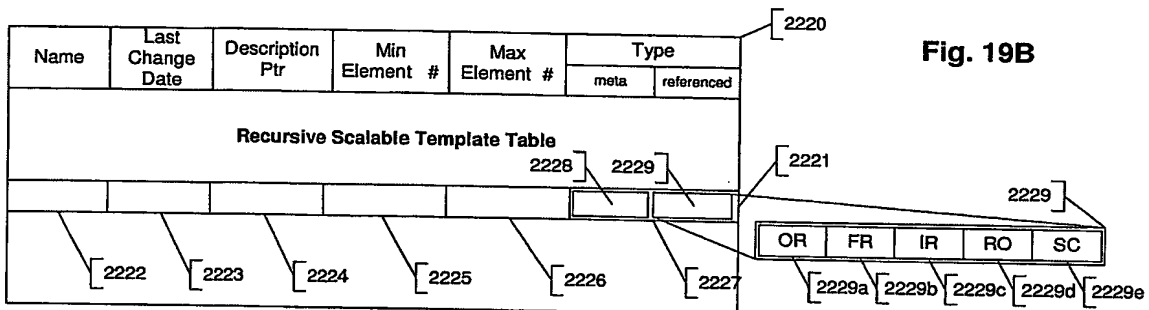 2220
Fig. 19B
Name
Last Change Date
Description Ptr
Min Element #
Max Element #
Type
meta
referenced
Recursive Scalable Template Table
2228
2229
2221
2229
OR FR IR RO SC
2222
2223
2224
2225
2226
2227
2229a
2229b
2229c
2229d
2229e